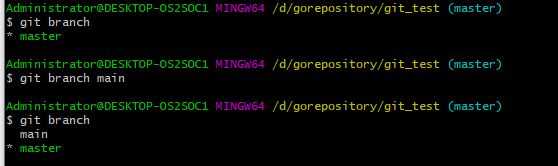 Administrator@DESKTOP-OS2SOC1 MINGW64 /d/gorepository/git_test (master)
$ git branch
* master
Administrator@DESKTOP-OS2SOC1 MINGW64 /d/gorepository/git_test (master)
$ git branch main
Administrator@DESKTOP-OS2SOC1 MINGW64 /d/gorepository/git_test (master)
$ git branch
  main
* master